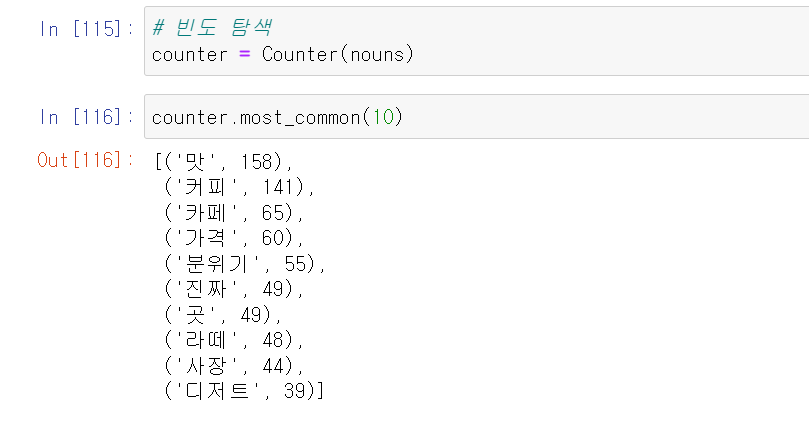 In [115]: # 빈도 탐색
counter = Counter(nouns)
In [116]: counter.most_common(10)
Out[116]: [('맛', 158),
('커피', 141),
('카페', 65),
('가격', 60),
('분위기', 55),
('진짜', 49),
('곳', 49),
('라떼', 48),
('사장', 44),
('디저트', 39)]